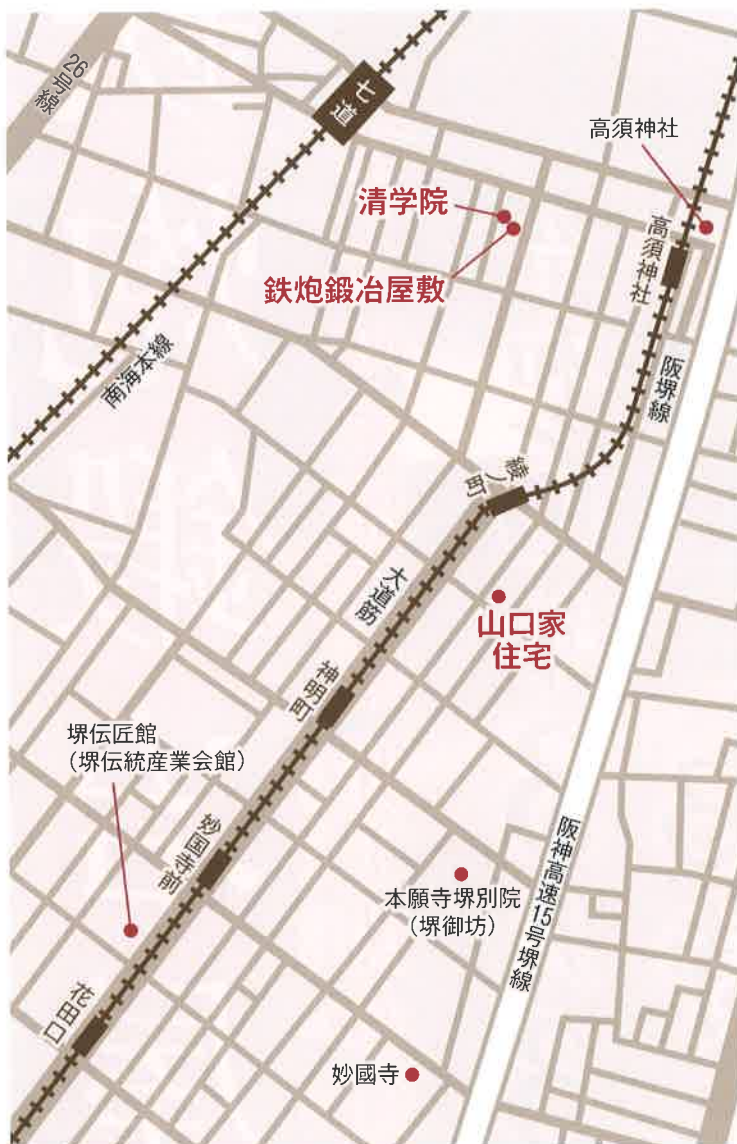 26号線
七道
高須神社
清学院
鉄炮鍛冶屋敷
高須神社
南海本線
阪堺線
綾ノ町
大道筋
山口家
住宅
神明町
堺伝匠館
（堺伝統産業会館）
妙国寺前
阪神高速15号堺線
本願寺堺別院
（堺御坊）
花田口
妙國寺